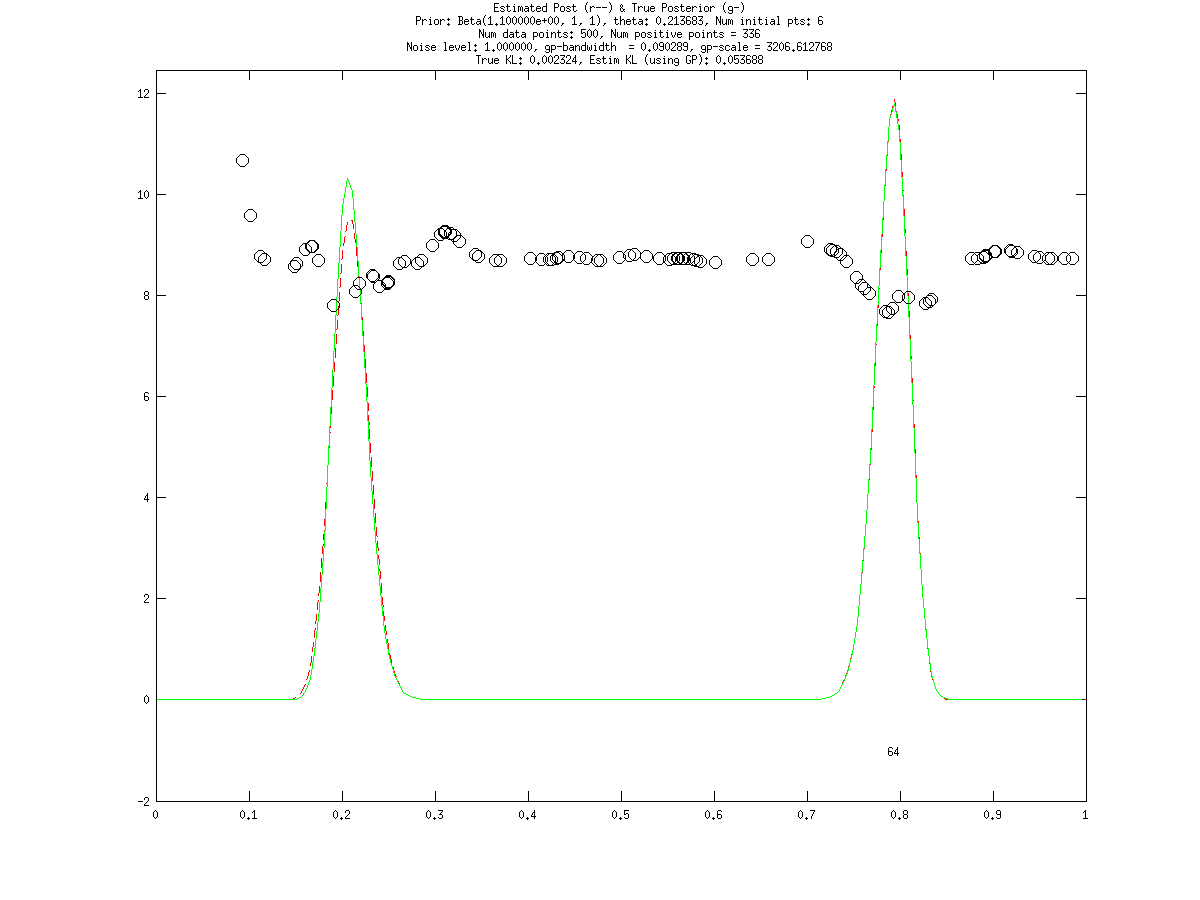 Estimated Post (r--) & True Posterior (g-)
Prior: Beta(1.100000e+00, 1, 1), theta: 0.213683, Num initial pts: 6
Num data points: 500, Num positive points = 336
Noise level: 1.000000, gp-bandwidth  = 0.090289, gp-scale = 3206.612768
True KL: 0.002324, Estim KL (using GP): 0.053688
12
10
8
6
4
2
0
64
-2
0 0.1 0.2 0.3 0.4 0.5 0.6 0.7 0.8 0.9 1